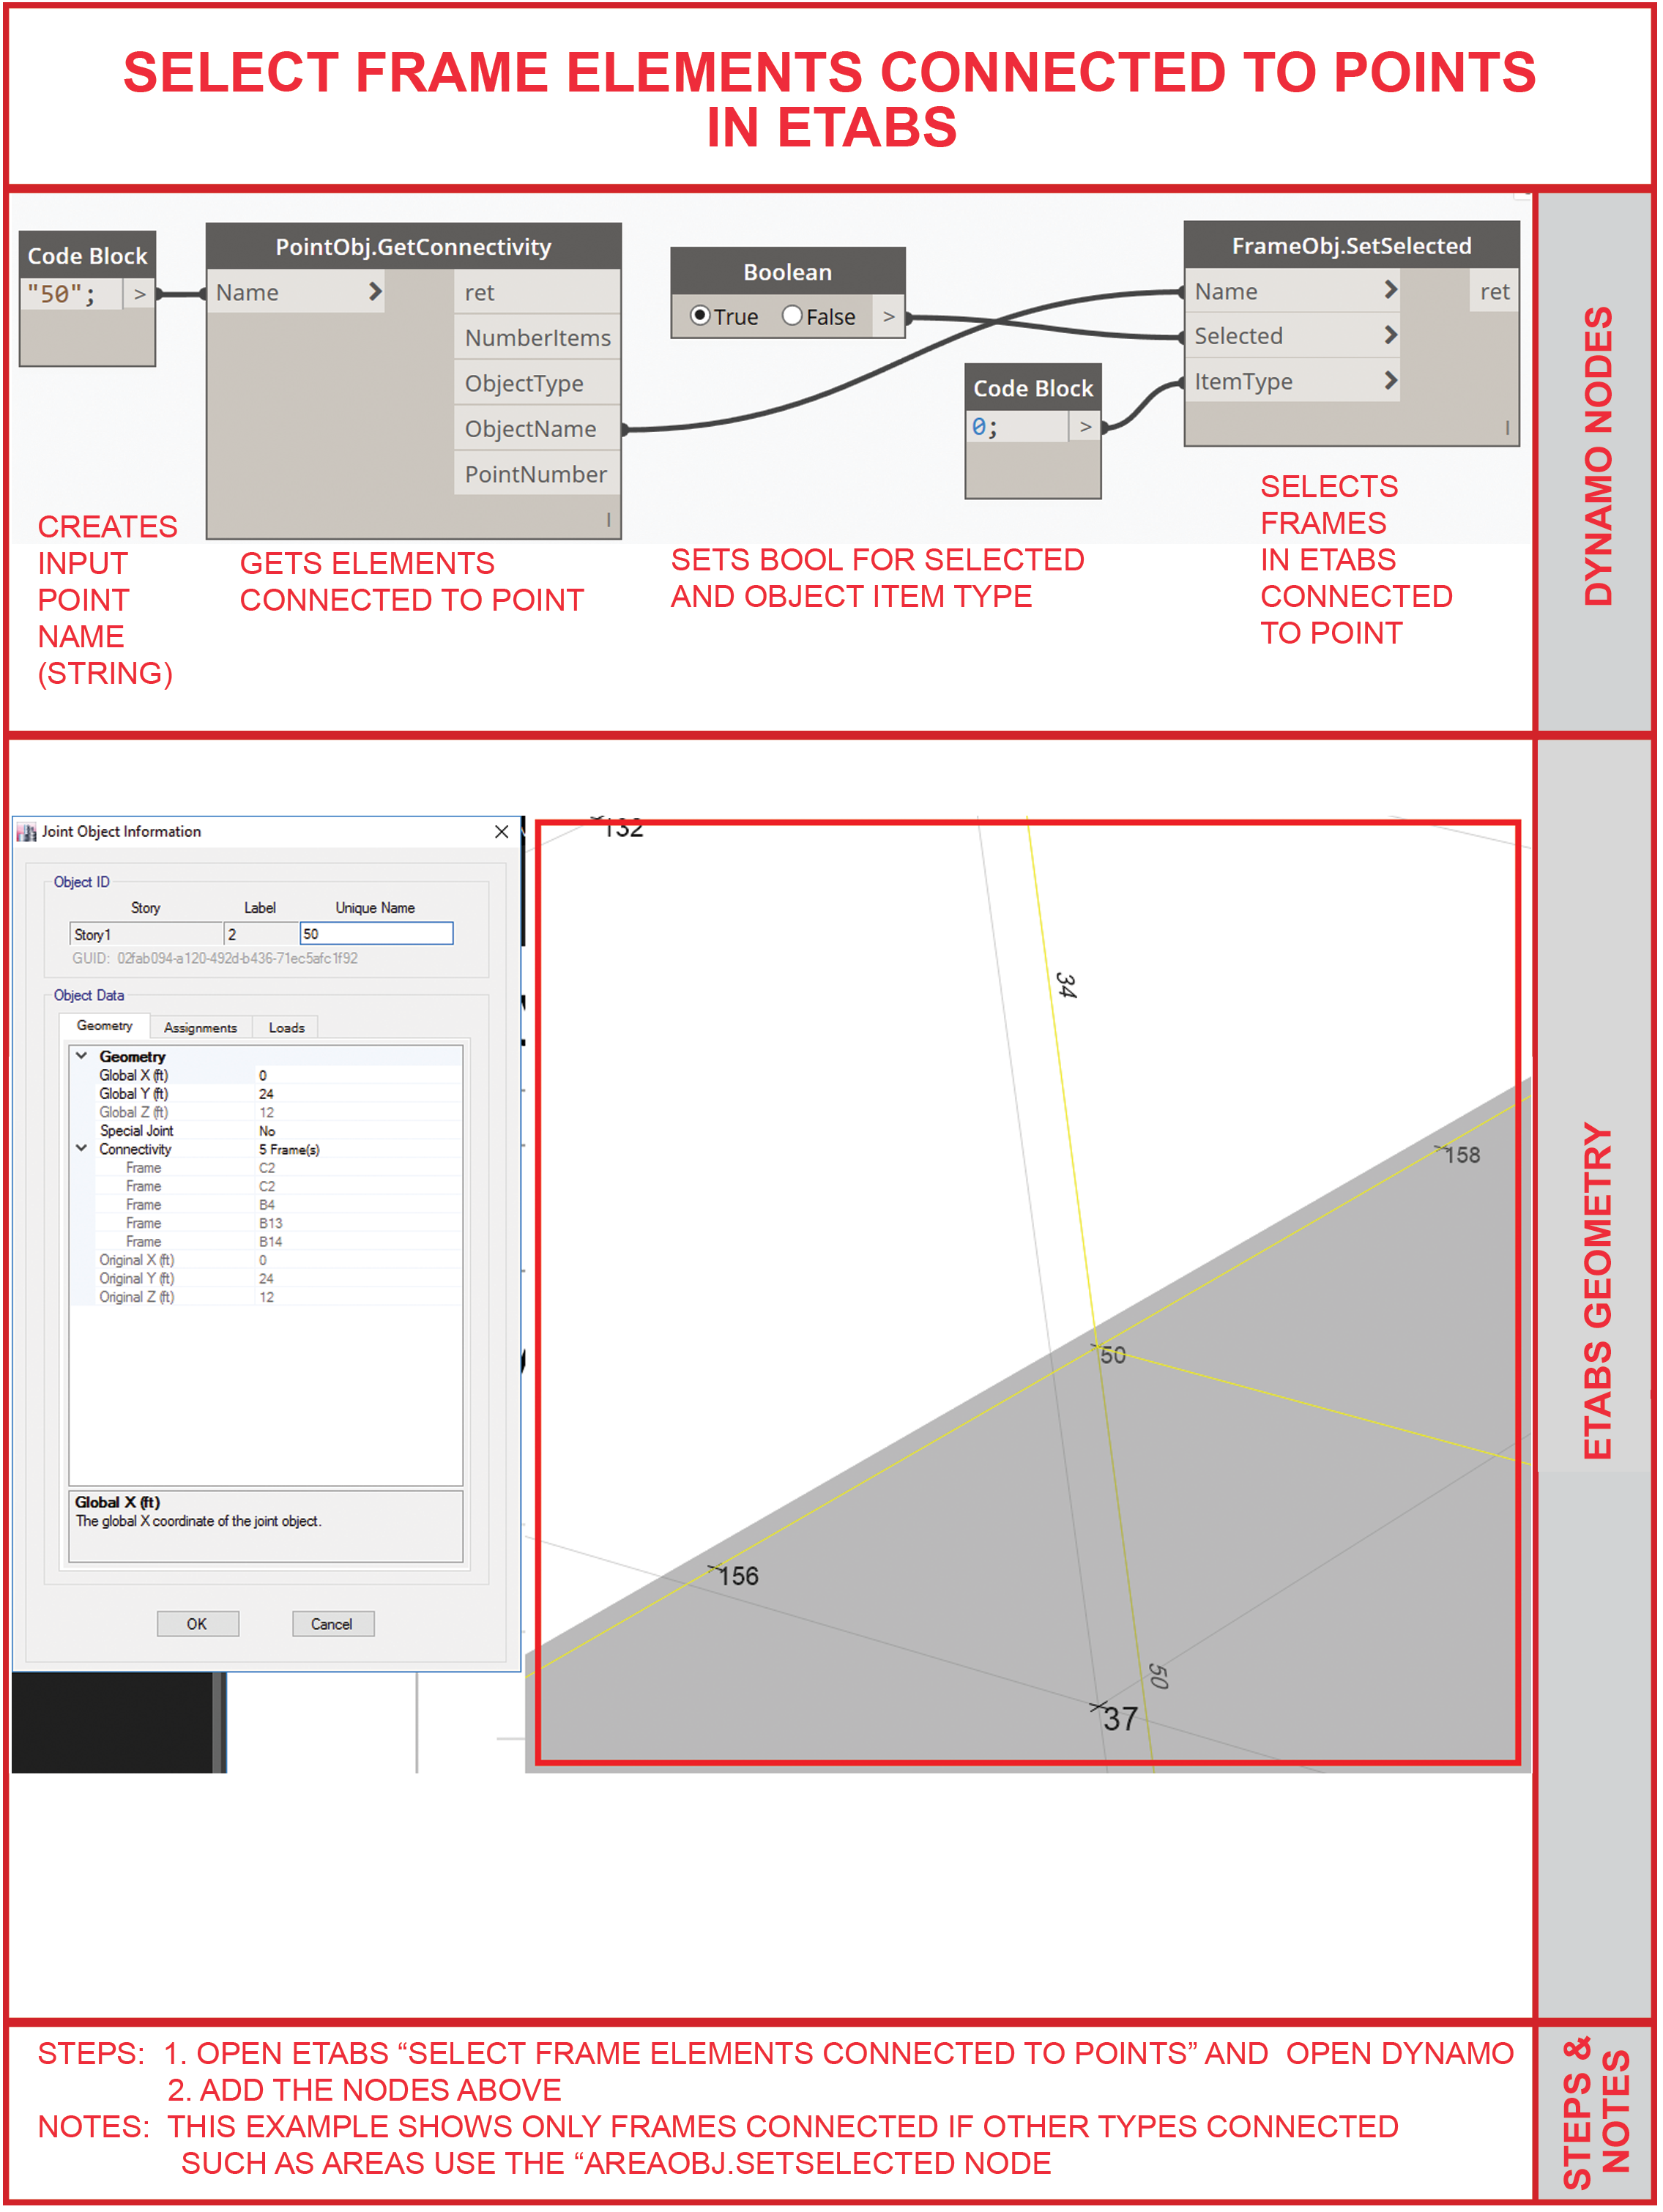 SELECT FRAME ELEMENTS CONNECTED TO POINTS
IN ETABS
Code Block
"50";
>
PointObj.GetConnectivity
Name >
ret
NumberItems
ObjectType
ObjectName
PointNumber
l
Boolean
True False >
Code Block
0; >
FrameObj.SetSelected
Name >
Selected >
ItemType >
ret
l
CREATES
INPUT
POINT
NAME
(STRING)
GETS ELEMENTS
CONNECTED TO POINT
SETS BOOL FOR SELECTED
AND OBJECT ITEM TYPE
SELECTS
FRAMES
IN ETABS
CONNECTED
TO POINT
DYNAMO NODES
Joint Object Information
Object ID
Story Label Unique Name
Story1 2 50
GUID: 02fab094-a120-492d-b436-71ec5afc1f92
Object Data
Geometry Assignments Loads
Geometry
Global X (ft) 0
Global Y (ft) 24
Global Z (ft) 12
Special Joint No
Connectivity 5 Frame(s)
Frame C2
Frame C2
Frame B4
Frame B13
Frame B14
Original X (ft) 0
Original Y (ft) 24
Original Z (ft) 12
Global X (ft)
The global X coordinate of the joint object.
OK Cancel
132
34
158
50
156
50
37
ETABS GEOMETRY
STEPS: 1. OPEN ETABS “SELECT FRAME ELEMENTS CONNECTED TO POINTS” AND OPEN DYNAMO
2. ADD THE NODES ABOVE
NOTES: THIS EXAMPLE SHOWS ONLY FRAMES CONNECTED IF OTHER TYPES CONNECTED
SUCH AS AREAS USE THE “AREAOBJ.SETSELECTED NODE
STEPS &
NOTES